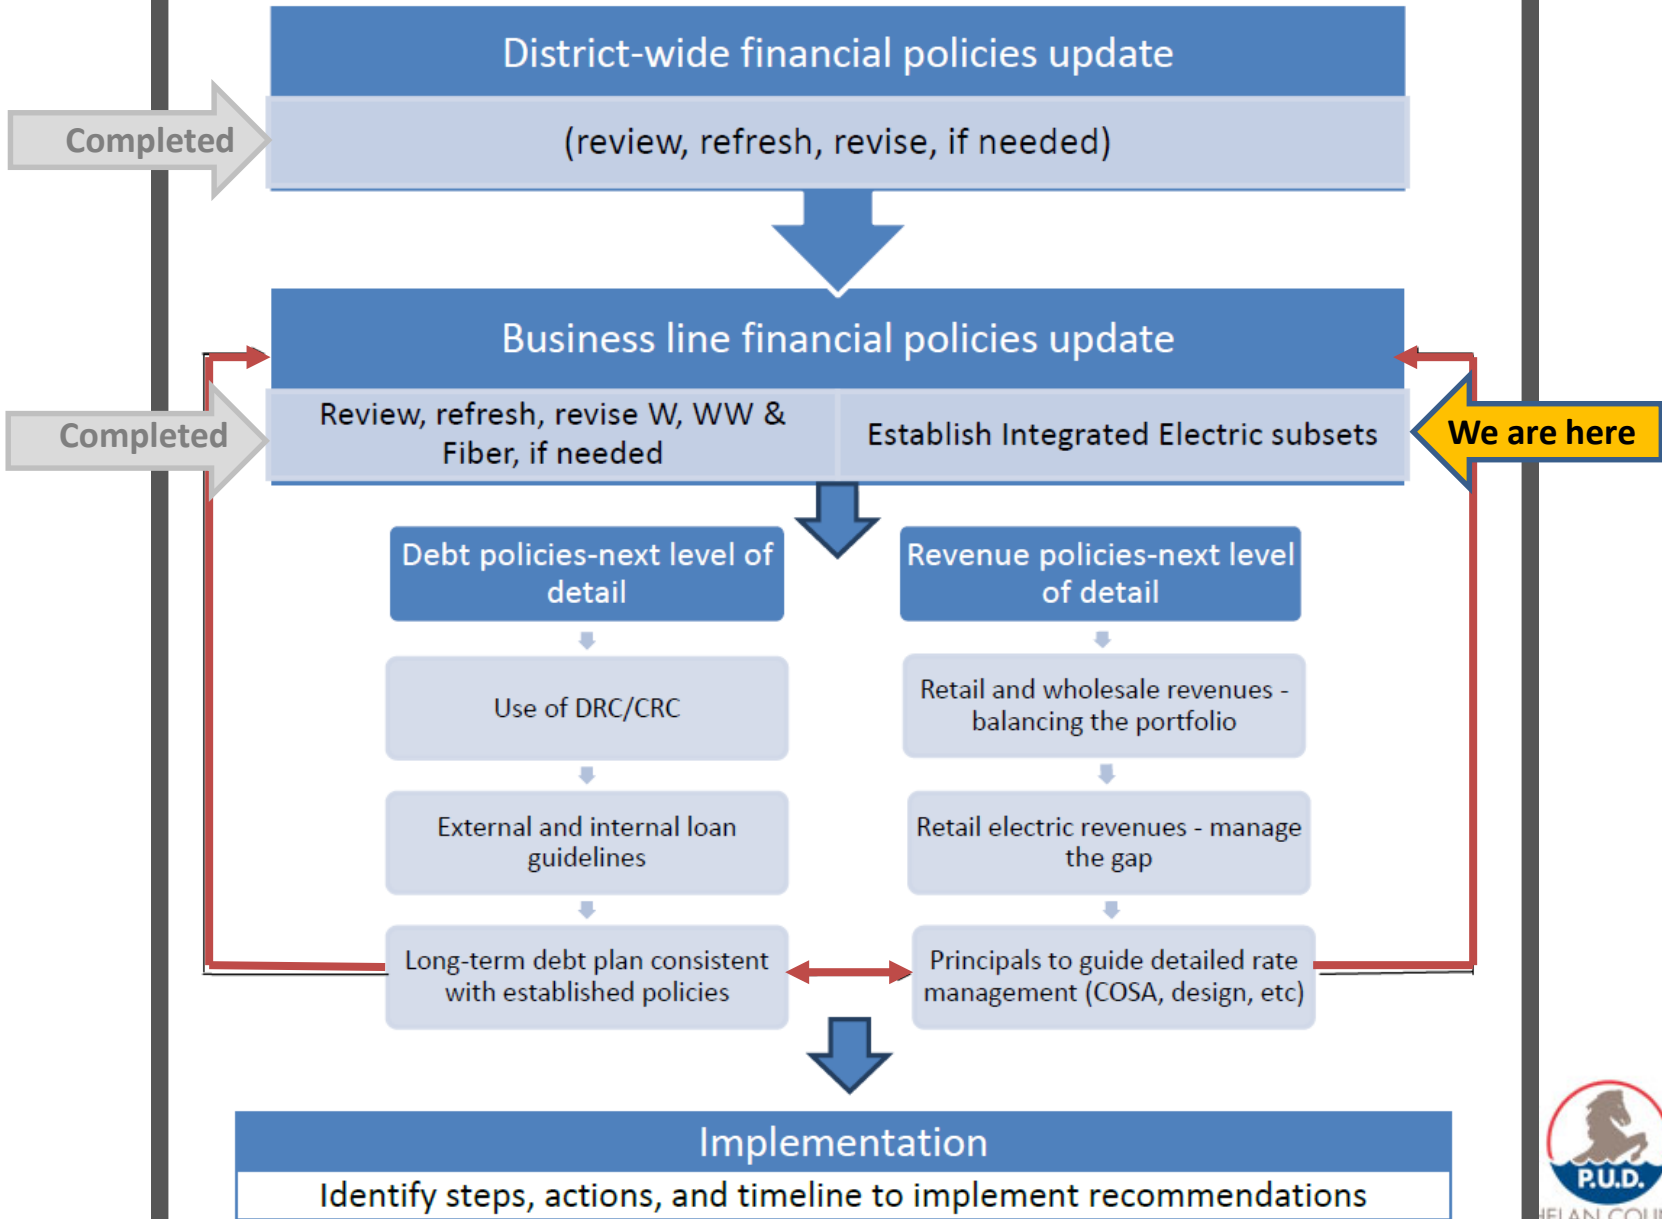 District-wide financial policies update
Completed
(review, refresh, revise, if needed)
Business line financial policies update
Completed
Review, refresh, revise W, WW &
Fiber, if needed
Establish Integrated Electric subsets
We are here
Debt policies-next level of
detail
Revenue policies-next level
of detail
Use of DRC/CRC
Retail and wholesale revenues -
balancing the portfolio
External and internal loan
guidelines
Retail electric revenues - manage
the gap
Long-term debt plan consistent
with established policies
Principals to guide detailed rate
management (COSA, design, etc)
Implementation
Identify steps, actions, and timeline to implement recommendations
P.U.D.